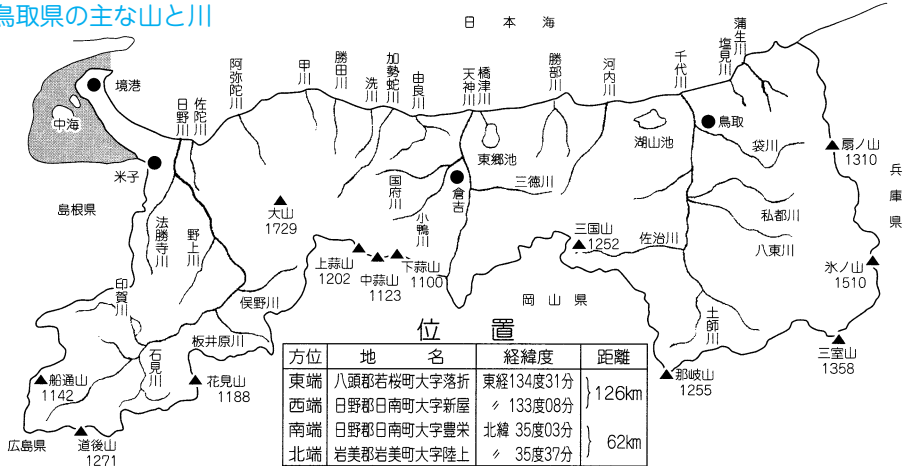 鳥取県の主な山と川
日本海
蒲生川
塩見川
千代川
河内川
勝部川
橋津川
天神川
由良川
加勢蛇川
洗川
勝田川
甲川
阿弥陀川
佐陀川
日野川
境港
中海
米子
島根県
法勝寺川
野上川
大山
1729
国府川
小鴨川
倉吉
東郷池
三徳川
湖山池
鳥取
袋川
私都川
八東川
扇ノ山
1310
兵庫県
氷ノ山
1510
三国山
1252
佐治川
土師川
上蒜山
1202
中蒜山
1123
下蒜山
1100
岡山県
印賀川
俣野川
板井原川
石見川
船通山
1142
花見山
1188
広島県
道後山
1271
那岐山
1255
三室山
1358
位置
方位 地名 経緯度 距離
東端 八頭郡若桜町大字落折 東経134度31分
西端 日野郡日南町大字新屋 〃 133度08分
126km
南端 日野郡日南町大字豊栄 北緯 35度03分
北端 岩美郡岩美町大字陸上 〃 35度37分
62km